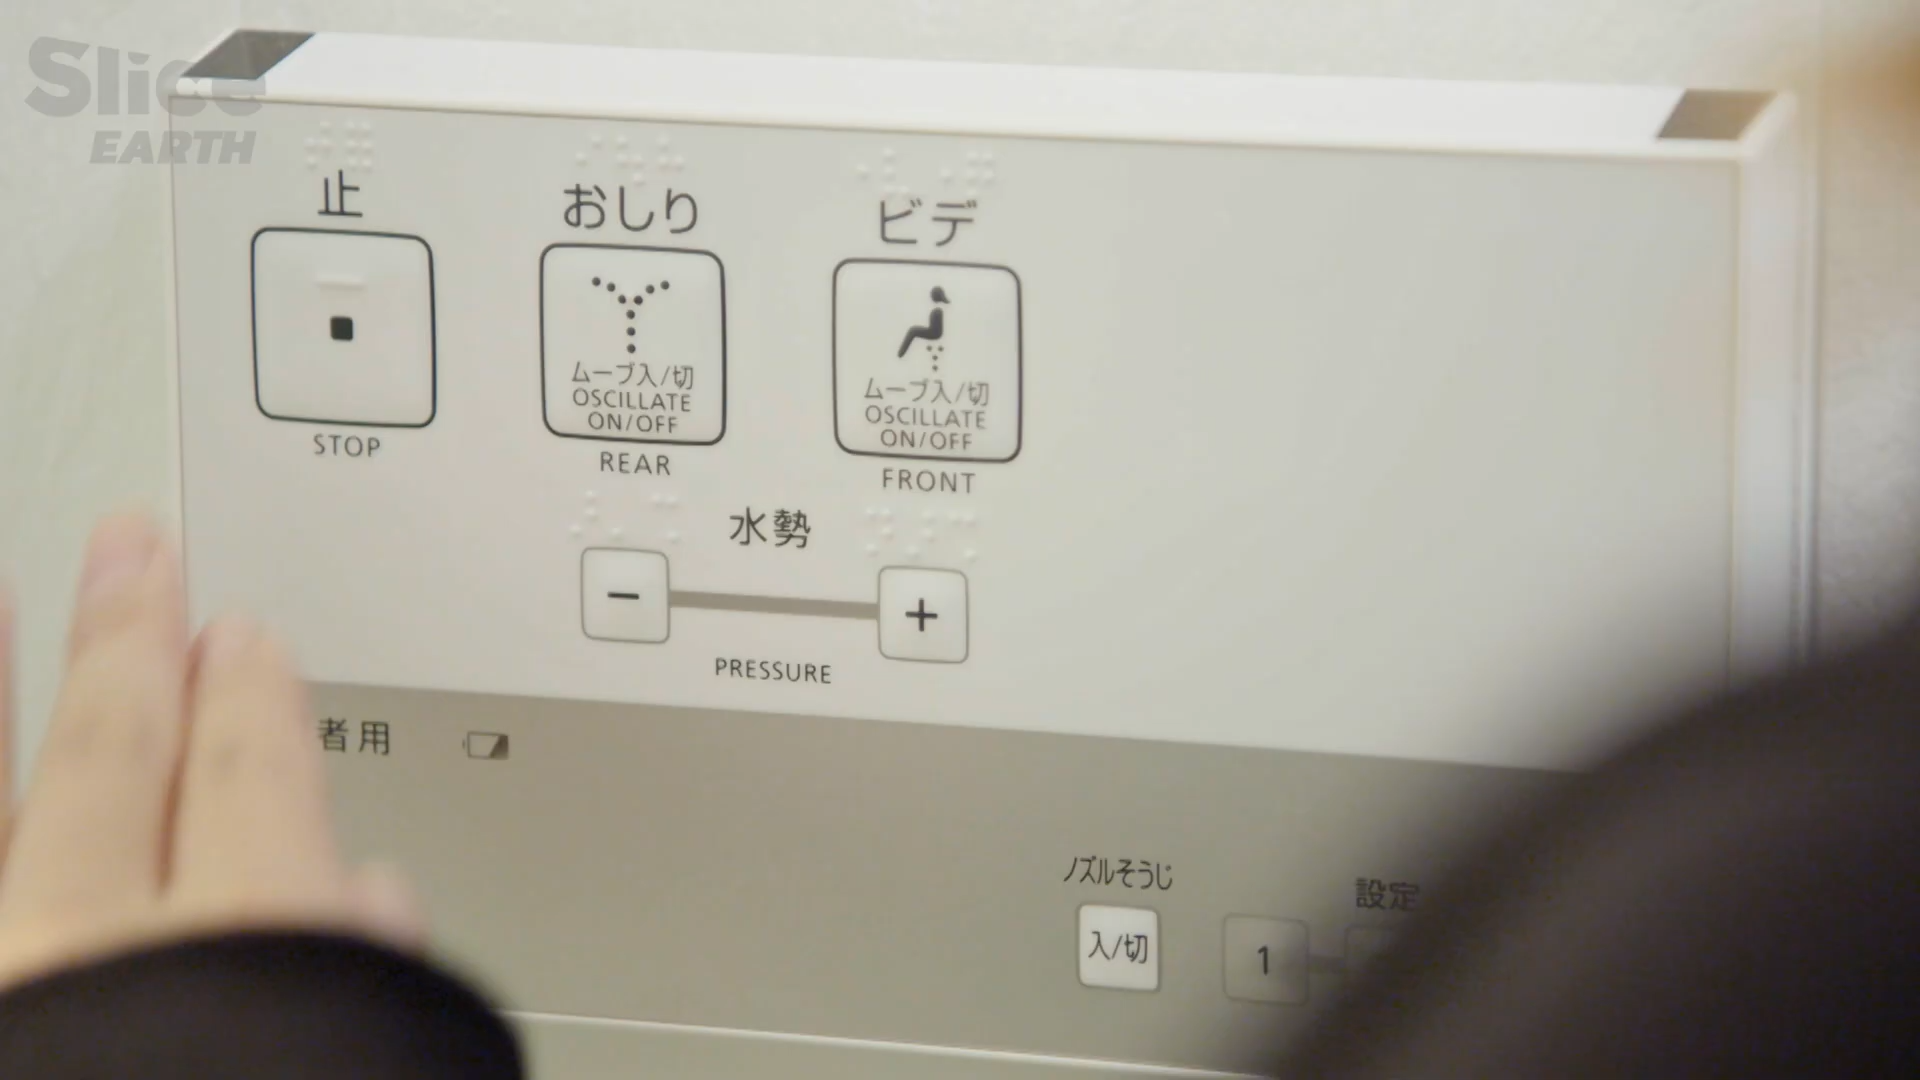 Slice
EARTH
止
STOP
おしり
ムーブ入/切
OSCILLATE
ON/OFF
REAR
ビデ
ムーブ入/切
OSCILLATE
ON/OFF
FRONT
水勢
−
+
PRESSURE
者用
ノズルそうじ
入/切
設定
1